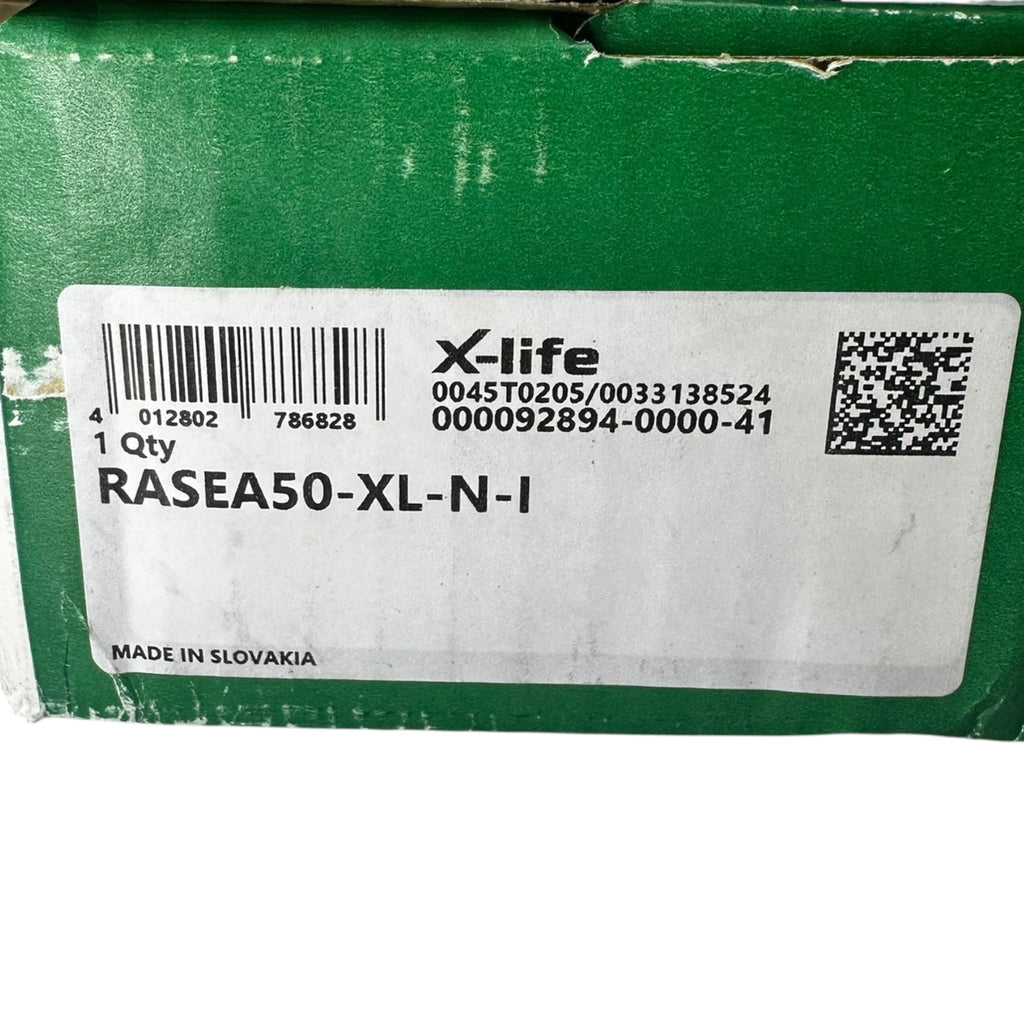 X-life
0045T0205/0033138524
000092894-0000-41
4 012802 786828
1 Qty
RASEA50-XL-N-I
MADE IN SLOVAKIA